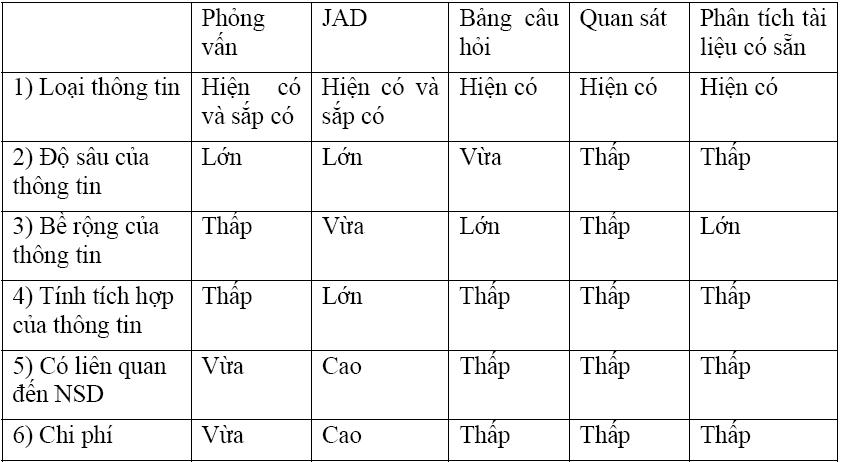 Phỏng vấn JAD Bảng câu hỏi Quan sát Phân tích tài liệu có sẵn
1) Loại thông tin Hiện có và sắp có Hiện có và sắp có Hiện có Hiện có Hiện có
2) Độ sâu của thông tin Lớn Lớn Vừa Thấp Thấp
3) Bề rộng của thông tin Thấp Vừa Lớn Thấp Lớn
4) Tính tích hợp của thông tin Thấp Lớn Thấp Thấp Thấp
5) Có liên quan đến NSD Vừa Cao Thấp Thấp Thấp
6) Chi phí Vừa Cao Thấp Thấp Thấp